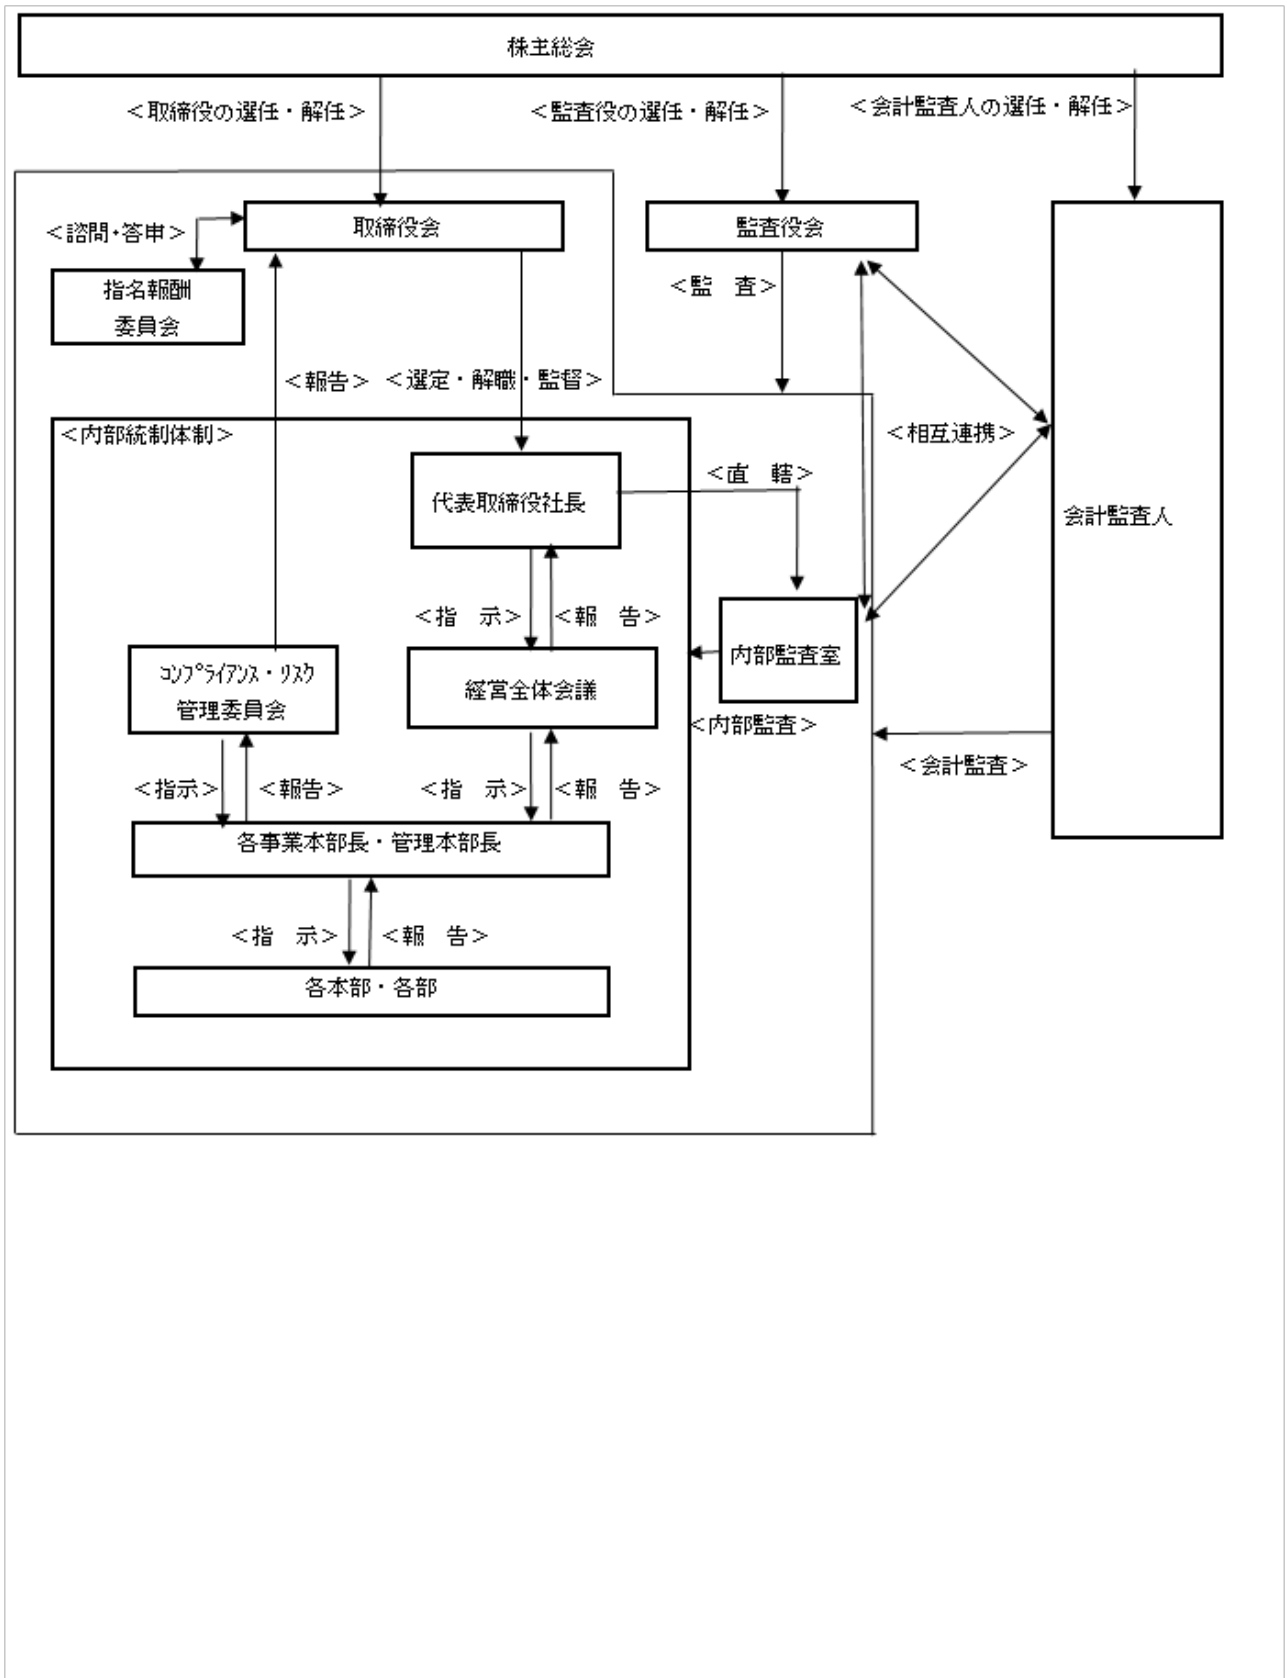 株主総会
＜取締役の選任・解任＞
＜監査役の選任・解任＞
＜会計監査人の選任・解任＞
取締役会
監査役会
＜諮問・答申＞
指名報酬
委員会
＜監　査＞
＜報告＞
＜選定・解職・監督＞
＜内部統制体制＞
＜相互連携＞
＜直　轄＞
代表取締役社長
会計監査人
＜指　示＞
＜報　告＞
内部監査室
ｺﾝﾌﾟﾗｲｱﾝｽ・ﾘｽｸ
管理委員会
経営全体会議
＜内部監査＞
＜会計監査＞
＜指示＞
＜報告＞
＜指　示＞
＜報　告＞
各事業本部長・管理本部長
＜指　示＞
＜報　告＞
各本部・各部